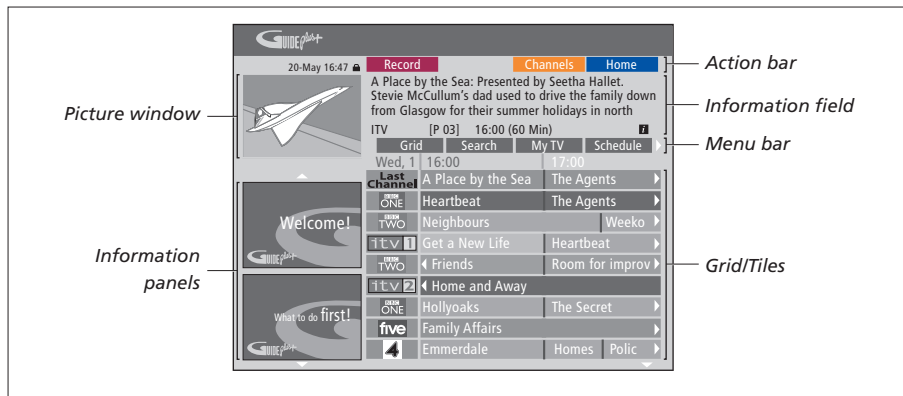 GUIDE plus+
20-May 16:47 Record Channels Home
Action bar
A Place by the Sea: Presented by Seetha Hallet.
Stevie McCullum's dad used to drive the family down
from Glasgow for their summer holidays in north
ITV [P 03] 16:00 (60 Min) i
Picture window
Information field
Grid Search My TV Schedule
Menu bar
Wed, 1 16:00 17:00
Last Channel A Place by the Sea The Agents
BBC ONE Heartbeat The Agents
BBC TWO Neighbours Weeko
itv 1 Get a New Life Heartbeat
BBC TWO Friends Room for improv
itv 2 Home and Away
BBC ONE Hollyoaks The Secret
five Family Affairs
4 Emmerdale Homes Polic
Welcome!
GUIDE plus+
What to do first!
GUIDE plus+
Information
panels
Grid/Tiles